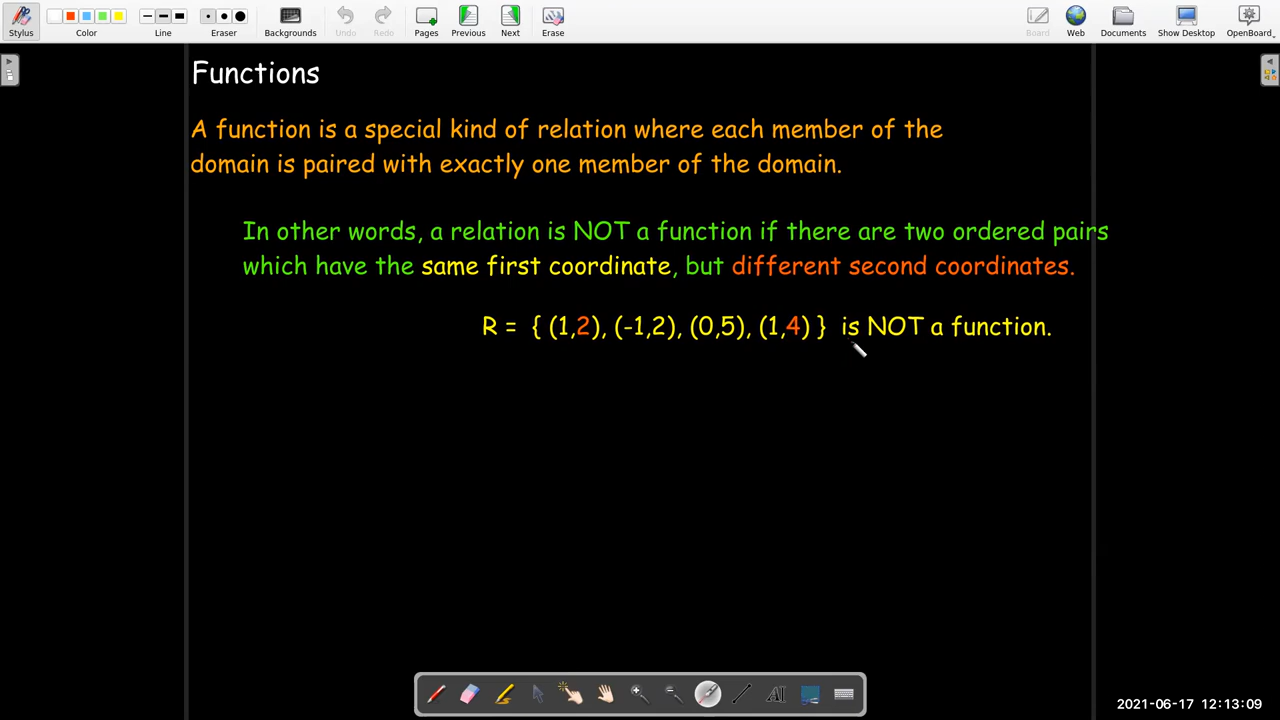 Stylus
Color
Line
Eraser
Backgrounds
Undo
Redo
Pages
Previous
Next
Erase
Board
Web
Documents
Show Desktop
OpenBoard
Functions
A function is a special kind of relation where each member of the
domain is paired with exactly one member of the domain.
In other words, a relation is NOT a function if there are two ordered pairs
which have the same first coordinate, but different second coordinates.
R = { (1,2), (-1,2), (0,5), (1,4) } is NOT a function.
AI
2021-06-17 12:13:09